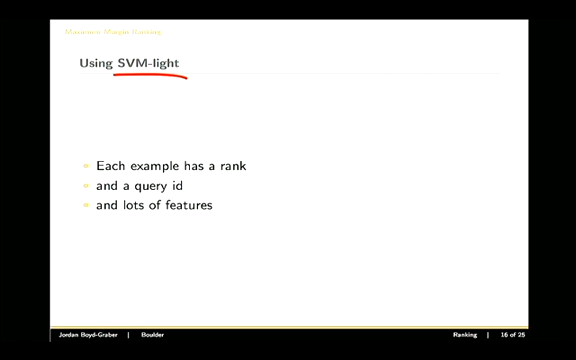 Maximum Margin Ranking
Using SVM-light
Each example has a rank
and a query id
and lots of features
Jordan Boyd-Graber | Boulder Ranking | 16 of 25